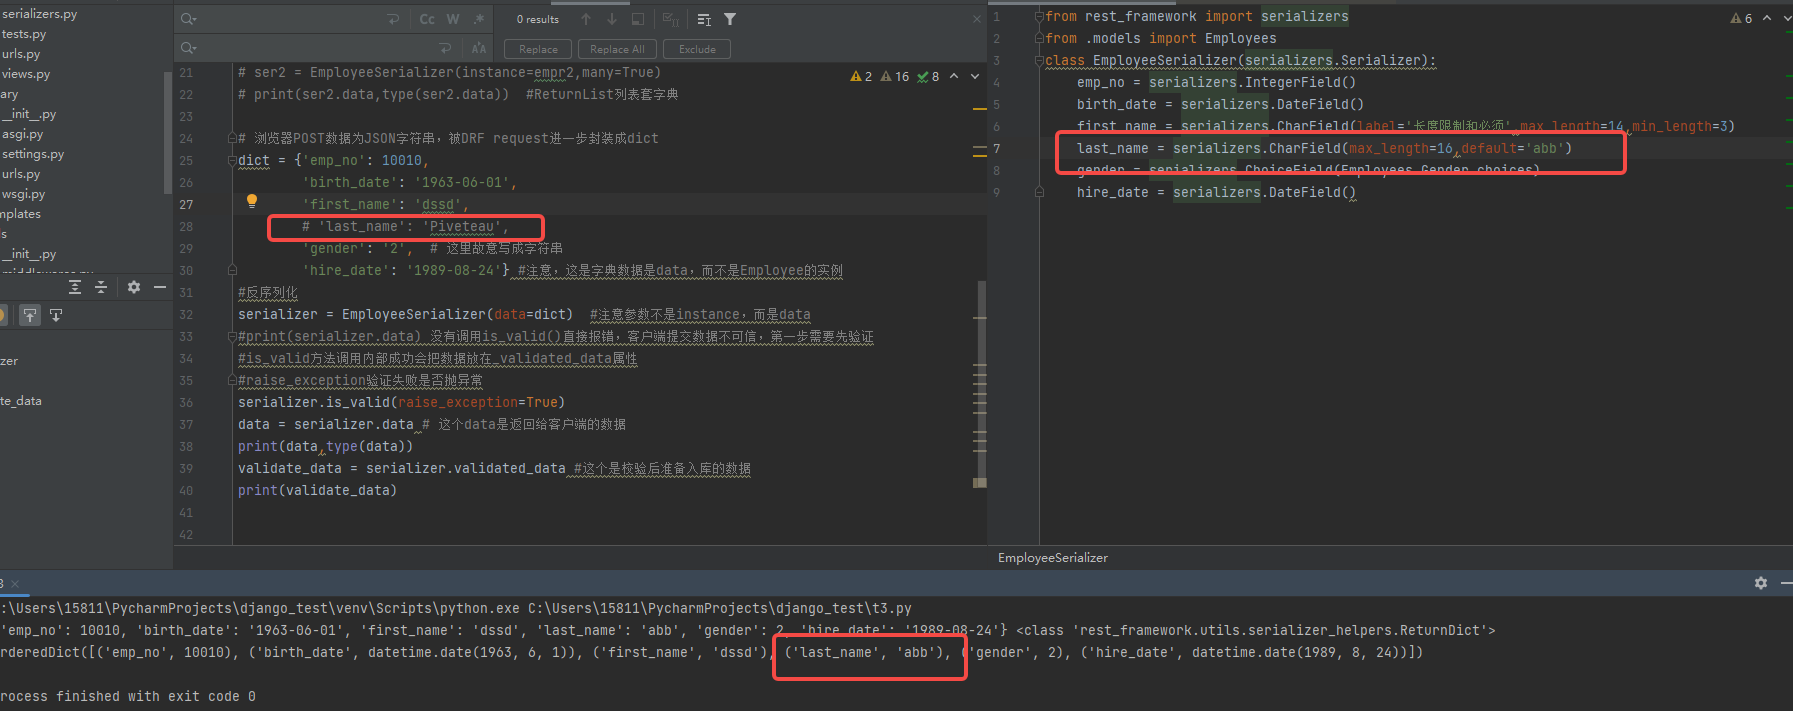 serializers.py
tests.py
urls.py
views.py
ary
__init__.py
asgi.py
settings.py
urls.py
wsgi.py
mplates
ls
__init__.py
middlewares.py
zer
te_data
Cc W .* 0 results
Replace Replace All Exclude
2 16 8
21 # ser2 = EmployeeSerializer(instance=empr2,many=True)
22 # print(ser2.data,type(ser2.data))  #ReturnList列表套字典
23
24 # 浏览器POST数据为JSON字符串，被DRF request进一步封装成dict
25 dict = {'emp_no': 10010,
26 'birth_date': '1963-06-01',
27 'first_name': 'dssd',
28 # 'last_name': 'Piveteau',
29 'gender': '2',  # 这里故意写成字符串
30 'hire_date': '1989-08-24'} #注意，这是字典数据是data，而不是Employee的实例
31 #反序列化
32 serializer = EmployeeSerializer(data=dict)  #注意参数不是instance，而是data
33 #print(serializer.data) 没有调用is_valid()直接报错，客户端提交数据不可信，第一步需要先验证
34 #is_valid方法调用内部成功会把数据放在_validated_data属性
35 #raise_exception验证失败是否抛异常
36 serializer.is_valid(raise_exception=True)
37 data = serializer.data # 这个data是返回给客户端的数据
38 print(data,type(data))
39 validate_data = serializer.validated_data #这个是校验后准备入库的数据
40 print(validate_data)
41
42
6
1 from rest_framework import serializers
2 from .models import Employees
3 class EmployeeSerializer(serializers.Serializer):
4 emp_no = serializers.IntegerField()
5 birth_date = serializers.DateField()
6 first_name = serializers.CharField(label='长度限制和必须',max_length=14,min_length=3)
7 last_name = serializers.CharField(max_length=16,default='abb')
8 gender = serializers.ChoiceField(Employees.Gender.choices)
9 hire_date = serializers.DateField()
EmployeeSerializer
3
:\Users\15811\PycharmProjects\django_test\venv\Scripts\python.exe C:\Users\15811\PycharmProjects\django_test\t3.py
'emp_no': 10010, 'birth_date': '1963-06-01', 'first_name': 'dssd', 'last_name': 'abb', 'gender': 2, 'hire_date': '1989-08-24'} <class 'rest_framework.utils.serializer_helpers.ReturnDict'>
rderedDict([('emp_no', 10010), ('birth_date', datetime.date(1963, 6, 1)), ('first_name', 'dssd'), ('last_name', 'abb'), ('gender', 2), ('hire_date', datetime.date(1989, 8, 24))])
rocess finished with exit code 0